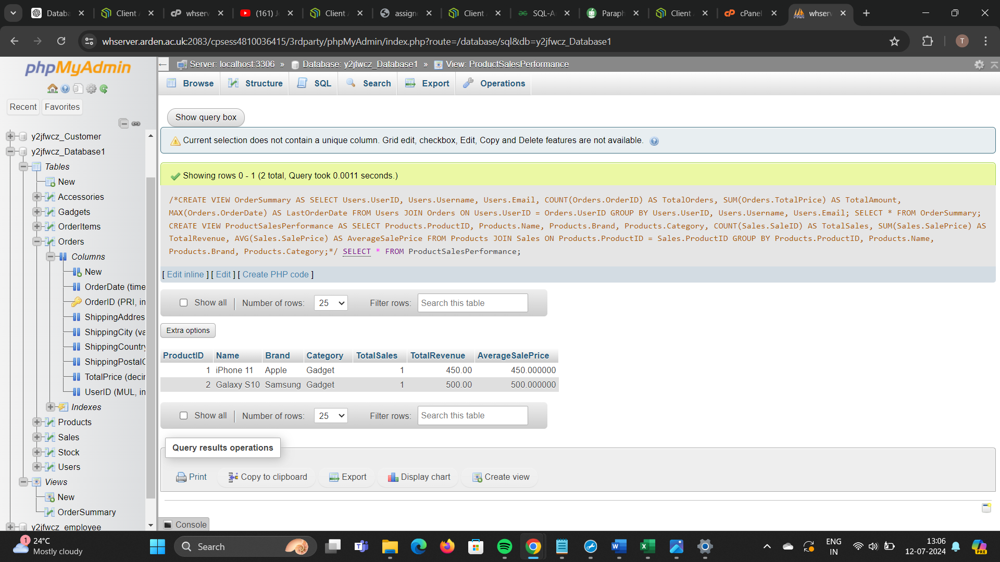 Databa
Client
whserv
(161) J
Client
assign
Client
SQL-A
Paraph
Client
cPanel
whserv
whserver.arden.ac.uk:2083/cpsess4810036415/3rdparty/phpMyAdmin/index.php?route=/database/sql&db=y2jfwcz_Database1
T
phpMyAdmin
Recent Favorites
y2jfwcz_Customer
y2jfwcz_Database1
Tables
New
Accessories
Gadgets
OrderItems
Orders
Columns
New
OrderDate (time
OrderID (PRI, in
ShippingAddres
ShippingCity (va
ShippingCountry
ShippingPostalC
TotalPrice (decim
UserID (MUL, in
Indexes
Products
Sales
Stock
Users
Views
New
OrderSummary
y2jfwcz_employee
Server: localhost:3306 » Database: y2jfwcz_Database1 » View: ProductSalesPerformance
Browse Structure SQL Search Export Operations
Show query box
Current selection does not contain a unique column. Grid edit, checkbox, Edit, Copy and Delete features are not available.
Showing rows 0 - 1 (2 total, Query took 0.0011 seconds.)
/*CREATE VIEW OrderSummary AS SELECT Users.UserID, Users.Username, Users.Email, COUNT(Orders.OrderID) AS TotalOrders, SUM(Orders.TotalPrice) AS TotalAmount,
MAX(Orders.OrderDate) AS LastOrderDate FROM Users JOIN Orders ON Users.UserID = Orders.UserID GROUP BY Users.UserID, Users.Username, Users.Email; SELECT * FROM OrderSummary;
CREATE VIEW ProductSalesPerformance AS SELECT Products.ProductID, Products.Name, Products.Brand, Products.Category, COUNT(Sales.SaleID) AS TotalSales, SUM(Sales.SalePrice) AS
TotalRevenue, AVG(Sales.SalePrice) AS AverageSalePrice FROM Products JOIN Sales ON Products.ProductID = Sales.ProductID GROUP BY Products.ProductID, Products.Name,
Products.Brand, Products.Category;*/ SELECT * FROM ProductSalesPerformance;
[ Edit inline ] [ Edit ] [ Create PHP code ]
Show all Number of rows: 25 Filter rows: Search this table
Extra options
ProductID Name Brand Category TotalSales TotalRevenue AverageSalePrice
1 iPhone 11 Apple Gadget 1 450.00 450.000000
2 Galaxy S10 Samsung Gadget 1 500.00 500.000000
Show all Number of rows: 25 Filter rows: Search this table
Query results operations
Print Copy to clipboard Export Display chart Create view
Console
1
24°C
Mostly cloudy
Search
ENG
IN
13:06
12-07-2024
PRE